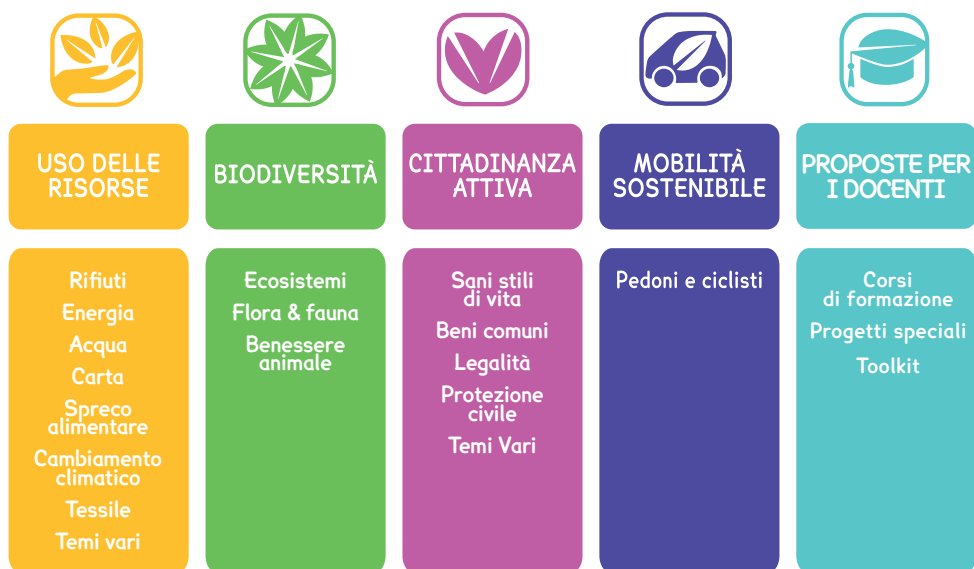 USO DELLE
RISORSE
BIODIVERSITÀ
CITTADINANZA
ATTIVA
MOBILITÀ
SOSTENIBILE
PROPOSTE PER
I DOCENTI
Rifiuti
Energia
Acqua
Carta
Spreco
alimentare
Cambiamento
climatico
Tessile
Temi vari
Ecosistemi
Flora & fauna
Benessere
animale
Sani stili
di vita
Beni comuni
Legalità
Protezione
civile
Temi Vari
Pedoni e ciclisti
Corsi
di formazione
Progetti speciali
Toolkit